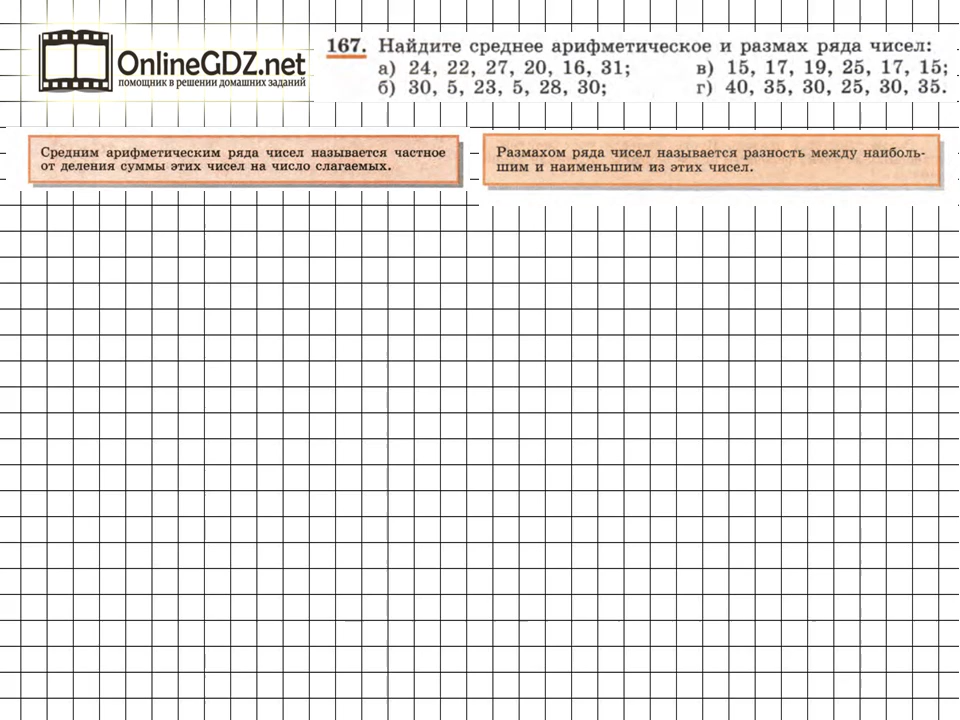 OnlineGDZ.net
помощник в решении домашних заданий
167. Найдите среднее арифметическое и размах ряда чисел:
а) 24, 22, 27, 20, 16, 31;
б) 30, 5, 23, 5, 28, 30;
в) 15, 17, 19, 25, 17, 15;
г) 40, 35, 30, 25, 30, 35.
Средним арифметическим ряда чисел называется частное
от деления суммы этих чисел на число слагаемых.
Размахом ряда чисел называется разность между наиболь-
шим и наименьшим из этих чисел.